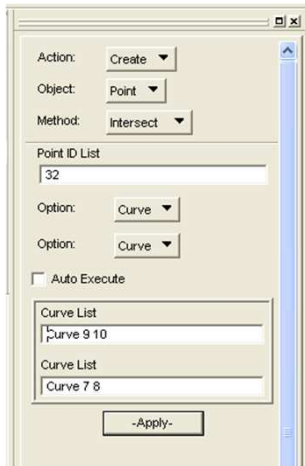 Action: Create
Object: Point
Method: Intersect
Point ID List
32
Option: Curve
Option: Curve
Auto Execute
Curve List
Curve 9 10
Curve List
Curve 7 8
-Apply-